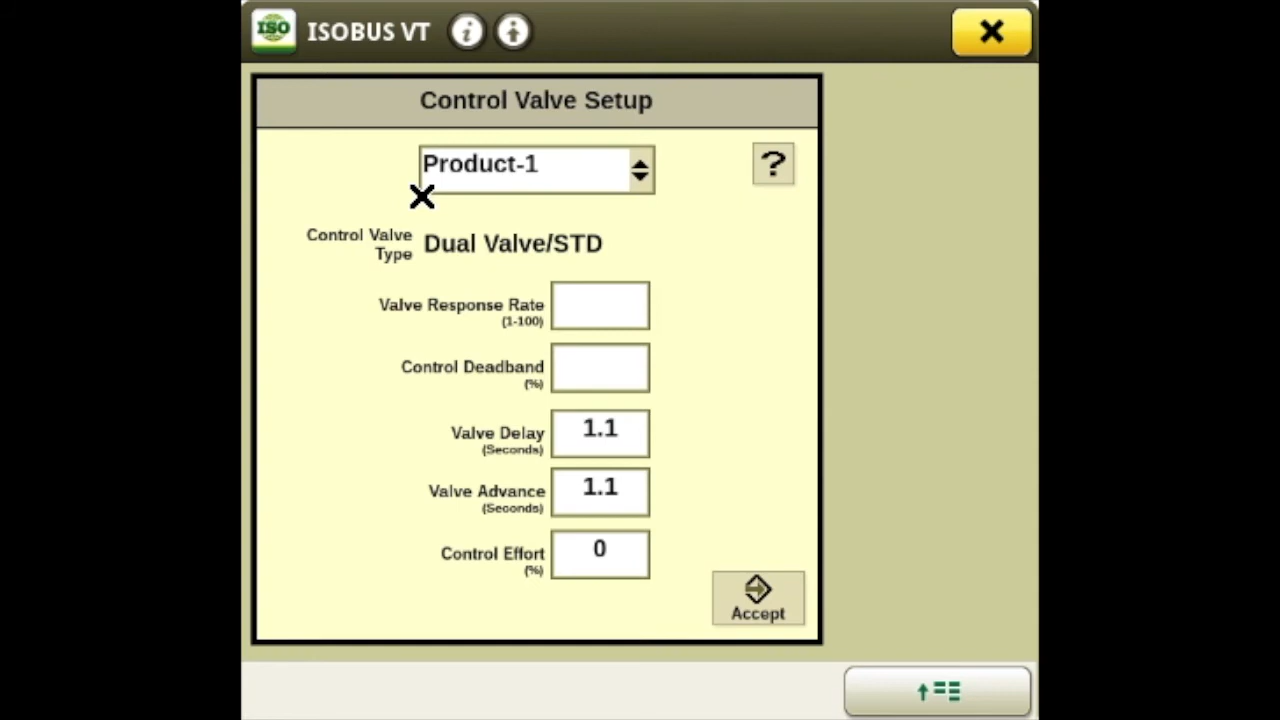 ISO
ISOBUS VT
Control Valve Setup
Product-1
?
Control Valve
Type
Dual Valve/STD
Valve Response Rate
(1-100)
Control Deadband
(%)
Valve Delay
(Seconds)
1.1
Valve Advance
(Seconds)
1.1
Control Effort
(%)
0
Accept